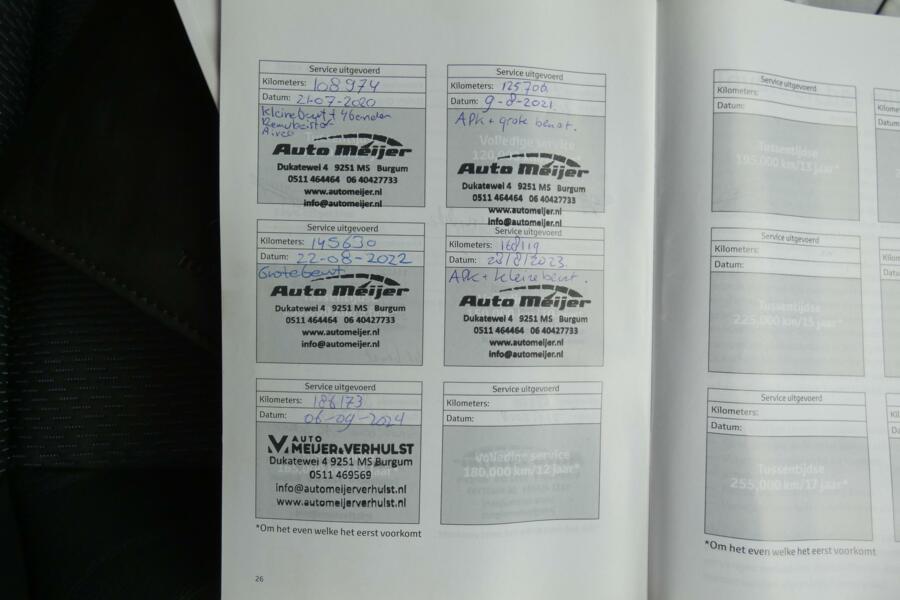 Service uitgevoerd
Kilometers: 108974
Datum: 21-07-2020
Kleinebeurt + 4 banden
Airco
Auto Meijer
Dukatewei 4 9251 MS Burgum
0511 464464 06 40427733
www.automeijer.nl
info@automeijer.nl
Service uitgevoerd
Kilometers: 125706
Datum: 9-8-2021
APK + grote beurt.
Volledige service
Auto Meijer
Dukatewei 4 9251 MS Burgum
0511 464464 06 40427733
www.automeijer.nl
info@automeijer.nl
Service uitgevoerd
Kilometers: 145630
Datum: 22-08-2022
Grotebeurt
Auto Meijer
Dukatewei 4 9251 MS Burgum
0511 464464 06 40427733
www.automeijer.nl
info@automeijer.nl
Service uitgevoerd
Kilometers: 168119
Datum: 28/8/2023
APK + kleinebeurt.
Auto Meijer
Dukatewei 4 9251 MS Burgum
0511 464464 06 40427733
www.automeijer.nl
info@automeijer.nl
Service uitgevoerd
Kilometers: 186173
Datum: 06-09-2024
AUTO
MEIJER&VERHULST
Dukatewei 4 9251 MS Burgum
0511 469569
info@automeijerverhulst.nl
www.automeijerverhulst.nl
Service uitgevoerd
Kilometers:
Datum:
Volledige service
180,000 km/12 jaar*
*Om het even welke het eerst voorkomt
26
Service uitgevoerd
Kilometers:
Datum:
Tussentijdse
195,000 km/13 jaar*
Service uitgevoerd
Kilometers:
Datum:
Tussentijdse
225,000 km/15 jaar*
Service uitgevoerd
Kilometers:
Datum:
Tussentijdse
255,000 km/17 jaar*
*Om het even welke het eerst voorkomt